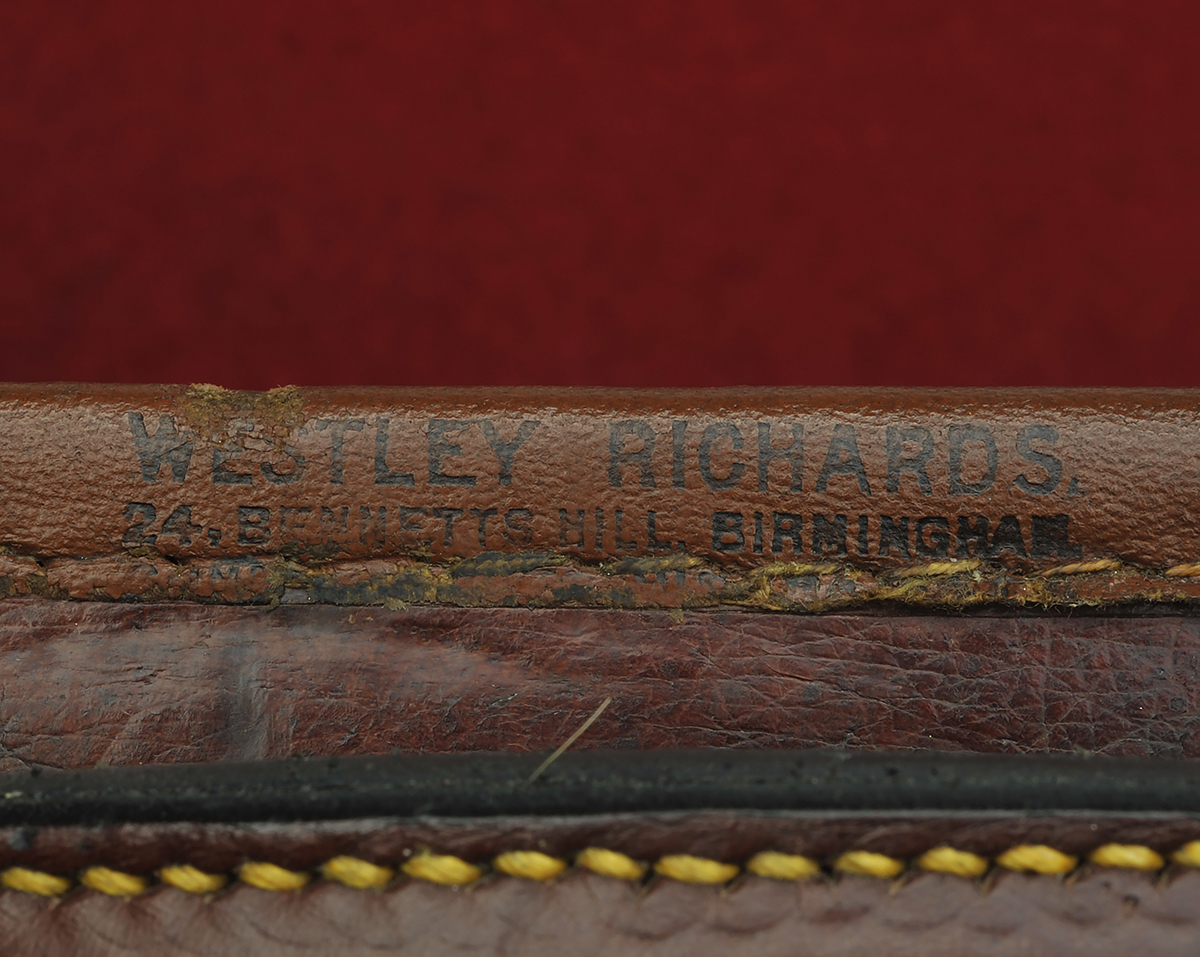 WESTLEY RICHARDS,
24, BENNETTS HILL, BIRMINGHAM.